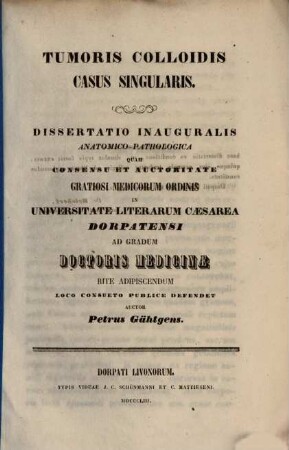 TUMORIS COLLOIDIS
CASUS SINGULARIS.
DISSERTATIO INAUGURALIS
ANATOMICO-PATHOLOGICA
QUAM
CONSENSU ET AUCTORITATE
GRATIOSI MEDICORUM ORDINIS
IN
UNIVERSITATE LITERARUM CÆSAREA
DORPATENSI
AD GRADUM
DOCTORIS MEDICINÆ
RITE ADIPISCENDUM
LOCO CONSUETO PUBLICE DEFENDET
AUCTOR
Petrus Gähtgens.
DORPATI LIVONORUM.
TYPIS VIDUAE J. C. SCHÜNMANNI ET C. MATTIESENI.
MDCCCLIII.